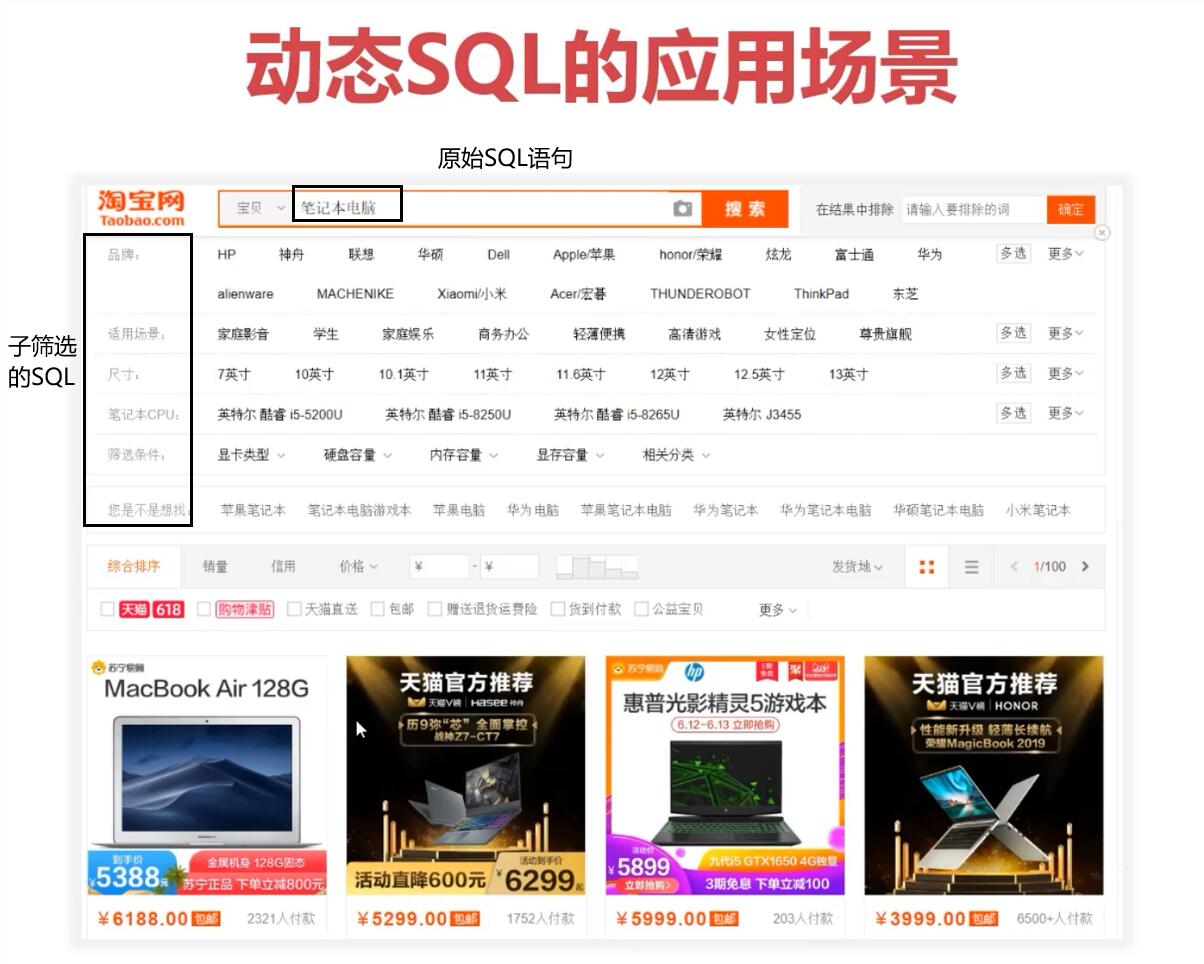 动态SQL的应用场景
原始SQL语句
淘宝网
Taobao.com
宝贝 笔记本电脑 搜索 在结果中排除 请输入要排除的词 确定
子筛选
的SQL
品牌: HP 神舟 联想 华硕 Dell Apple/苹果 honor/荣耀 炫龙 富士通 华为 多选 更多
alienware MACHENIKE Xiaomi/小米 Acer/宏碁 THUNDEROBOT ThinkPad 东芝
适用场景: 家庭影音 学生 家庭娱乐 商务办公 轻薄便携 高清游戏 女性定位 尊贵旗舰 多选 更多
尺寸: 7英寸 10英寸 10.1英寸 11英寸 11.6英寸 12英寸 12.5英寸 13英寸 多选 更多
笔记本CPU: 英特尔 酷睿 i5-5200U 英特尔 酷睿 i5-8250U 英特尔 酷睿 i5-8265U 英特尔 J3455 多选 更多
筛选条件: 显卡类型 硬盘容量 内存容量 显存容量 相关分类
您是不是想找: 苹果笔记本 笔记本电脑游戏本 苹果电脑 华为电脑 苹果笔记本电脑 华为笔记本 华为笔记本电脑 华硕笔记本电脑 小米笔记本
综合排序 销量 信用 价格 ¥ - ¥ 发货地 1/100
天猫 618 购物津贴 天猫直送 包邮 赠送退货运费险 货到付款 公益宝贝 更多
苏宁易购
MacBook Air 128G
到手价
¥5388元
金属机身 128G固态
苏宁正品 下单立减800元
¥6188.00 包邮 2321人付款
天猫官方推荐
天猫V榜 | Hasee 神舟
历9弥“芯”全面掌控
战神Z7-CT7
活动直降600元
活动到手价
¥6299起
¥5299.00 包邮 1752人付款
苏宁易购 hp 聚
惠普光影精灵5游戏本
6.12-6.13 立即抢购
活动价
¥5899
立即抢购
九代i5 GTX1650 4G独显
3期免息 下单立减100
¥5999.00 包邮 203人付款
天猫官方推荐
天猫V榜 | HONOR
性能新升级 轻薄长续航
荣耀MagicBook 2019
¥3999.00 包邮 6500+人付款